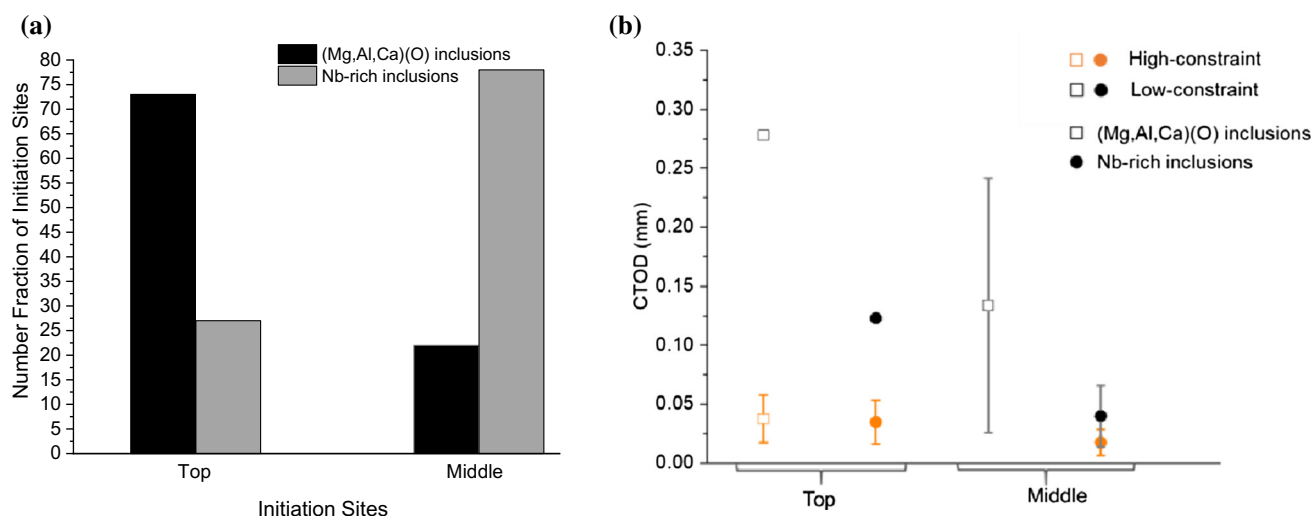 (a)
(Mg,Al,Ca)(O) inclusions
Nb-rich inclusions
Number Fraction of Initiation Sites
80
75
70
65
60
55
50
45
40
35
30
25
20
15
10
5
0
Top
Middle
Initiation Sites
(b)
High-constraint
Low-constraint
(Mg,Al,Ca)(O) inclusions
Nb-rich inclusions
CTOD (mm)
0.35
0.30
0.25
0.20
0.15
0.10
0.05
0.00
Top
Middle